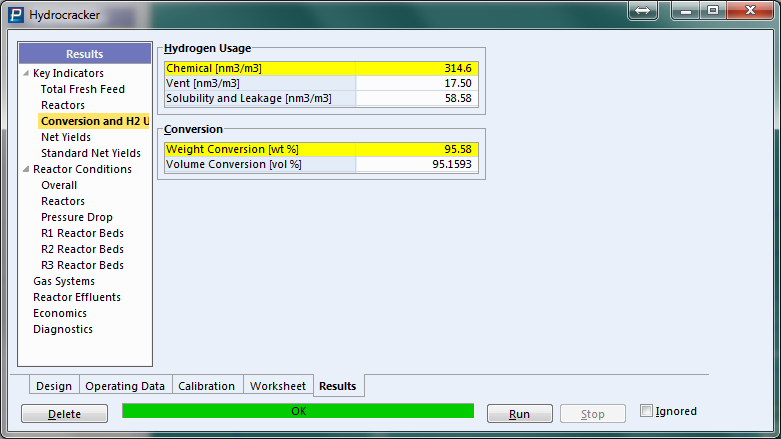 Hydrocracker
Results
Key Indicators
Total Fresh Feed
Reactors
Conversion and H2 U
Net Yields
Standard Net Yields
Reactor Conditions
Overall
Reactors
Pressure Drop
R1 Reactor Beds
R2 Reactor Beds
R3 Reactor Beds
Gas Systems
Reactor Effluents
Economics
Diagnostics
Hydrogen Usage
Chemical [nm3/m3] 314.6
Vent [nm3/m3] 17.50
Solubility and Leakage [nm3/m3] 58.58
Conversion
Weight Conversion [wt %] 95.58
Volume Conversion [vol %] 95.1593
Design Operating Data Calibration Worksheet Results
Delete OK Run Stop Ignored